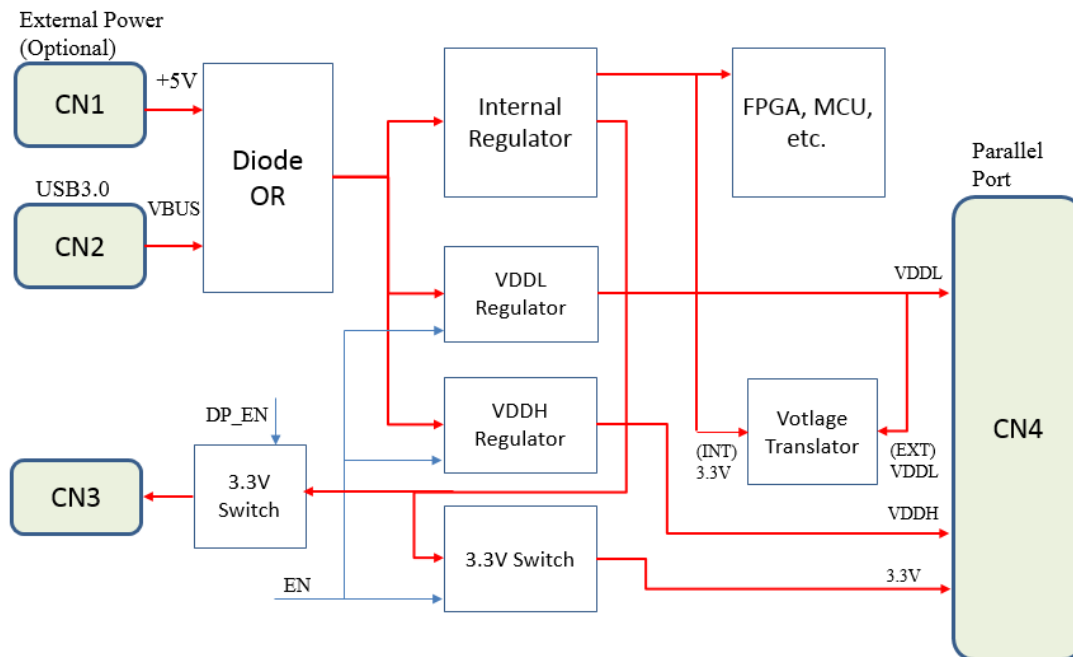 External Power
(Optional)
CN1
+5V
USB3.0
CN2
VBUS
Diode
OR
Internal
Regulator
FPGA, MCU,
etc.
Parallel
Port
VDDL
Regulator
VDDL
VDDH
Regulator
Votlage
Translator
(INT)
3.3V
(EXT)
VDDL
CN4
DP_EN
3.3V
Switch
CN3
VDDH
3.3V Switch
3.3V
EN